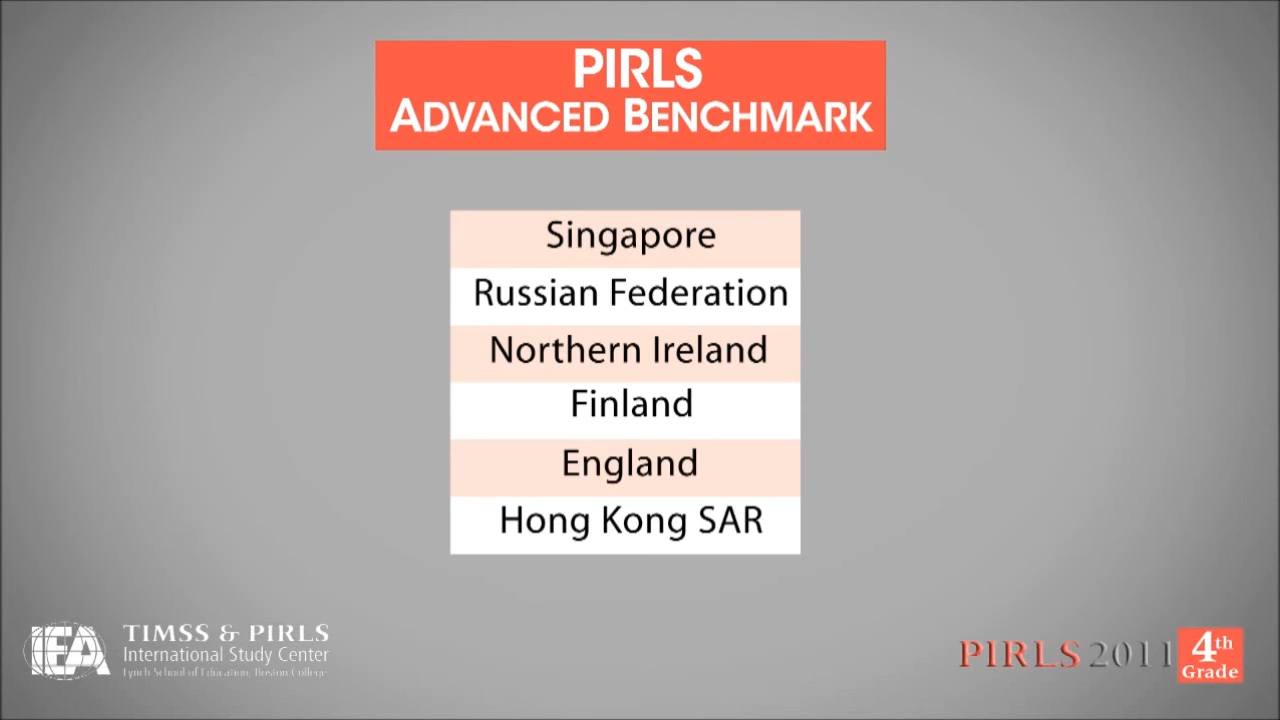 PIRLS
ADVANCED BENCHMARK
Singapore
Russian Federation
Northern Ireland
Finland
England
Hong Kong SAR
IEA
TIMSS & PIRLS
International Study Center
Lynch School of Education, Boston College
PIRLS 2011
4th
Grade